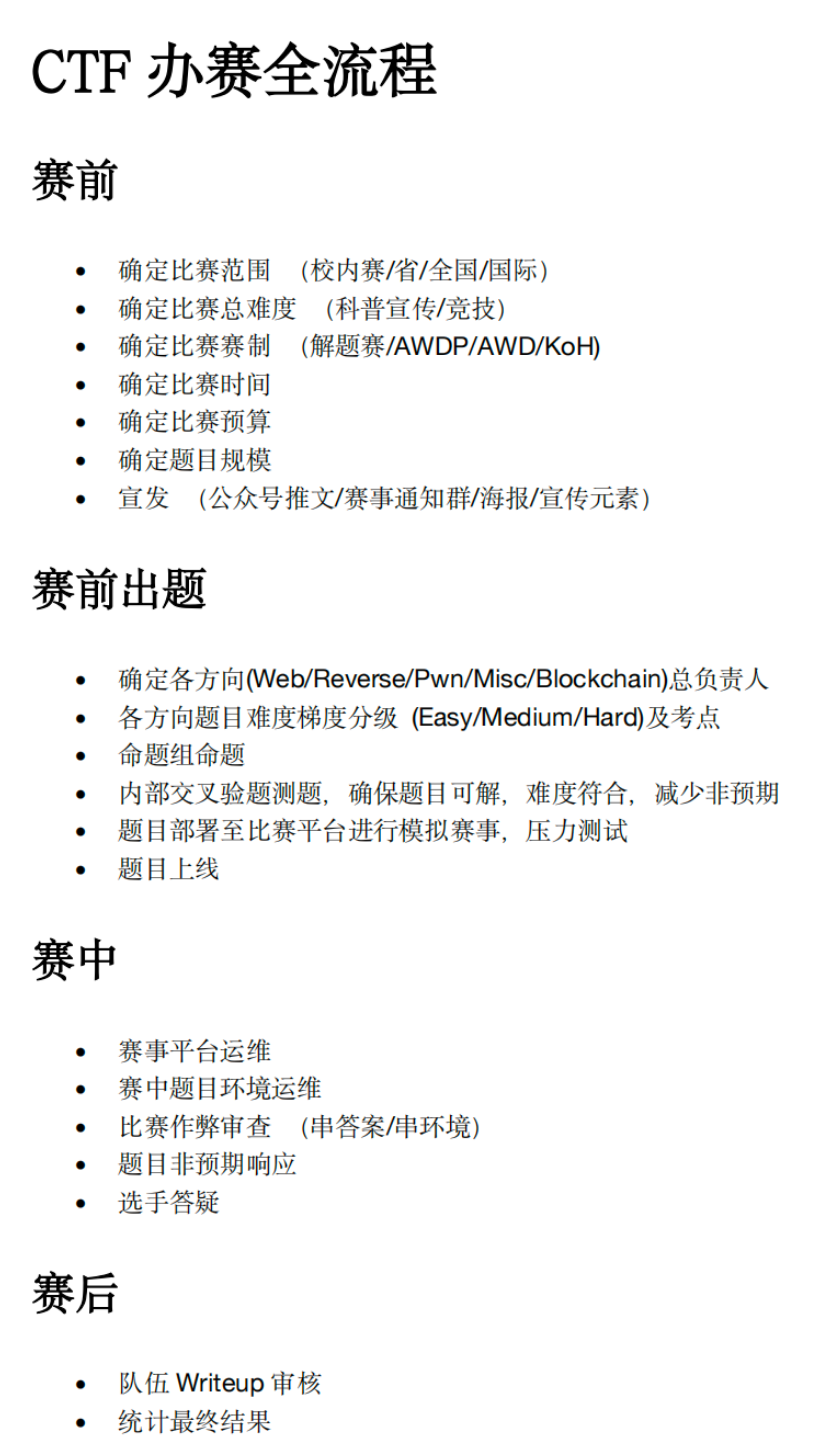 CTF 办赛全流程
赛前
• 确定比赛范围 （校内赛/省/全国/国际）
• 确定比赛总难度 （科普宣传/竞技）
• 确定比赛赛制 （解题赛/AWDP/AWD/KoH)
• 确定比赛时间
• 确定比赛预算
• 确定题目规模
• 宣发 （公众号推文/赛事通知群/海报/宣传元素）
赛前出题
• 确定各方向(Web/Reverse/Pwn/Misc/Blockchain)总负责人
• 各方向题目难度梯度分级 (Easy/Medium/Hard)及考点
• 命题组命题
• 内部交叉验题测题，确保题目可解，难度符合，减少非预期
• 题目部署至比赛平台进行模拟赛事，压力测试
• 题目上线
赛中
• 赛事平台运维
• 赛中题目环境运维
• 比赛作弊审查 （串答案/串环境）
• 题目非预期响应
• 选手答疑
赛后
• 队伍 Writeup 审核
• 统计最终结果